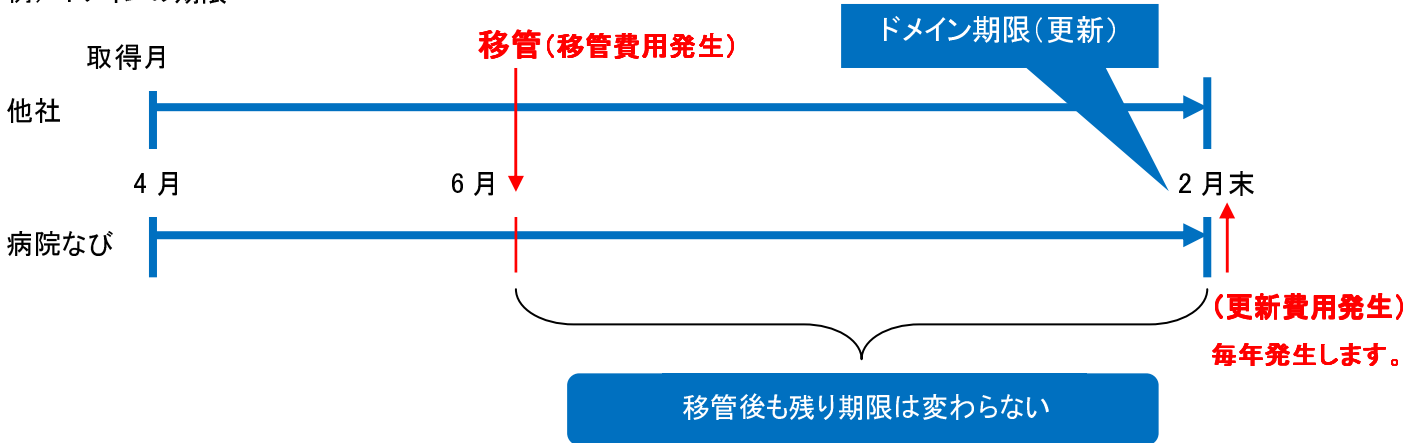 取得月
移管(移管費用発生)
ドメイン期限(更新)
他社
4 月
6 月
2 月末
病院なび
(更新費用発生)
毎年発生します。
移管後も残り期限は変わらない